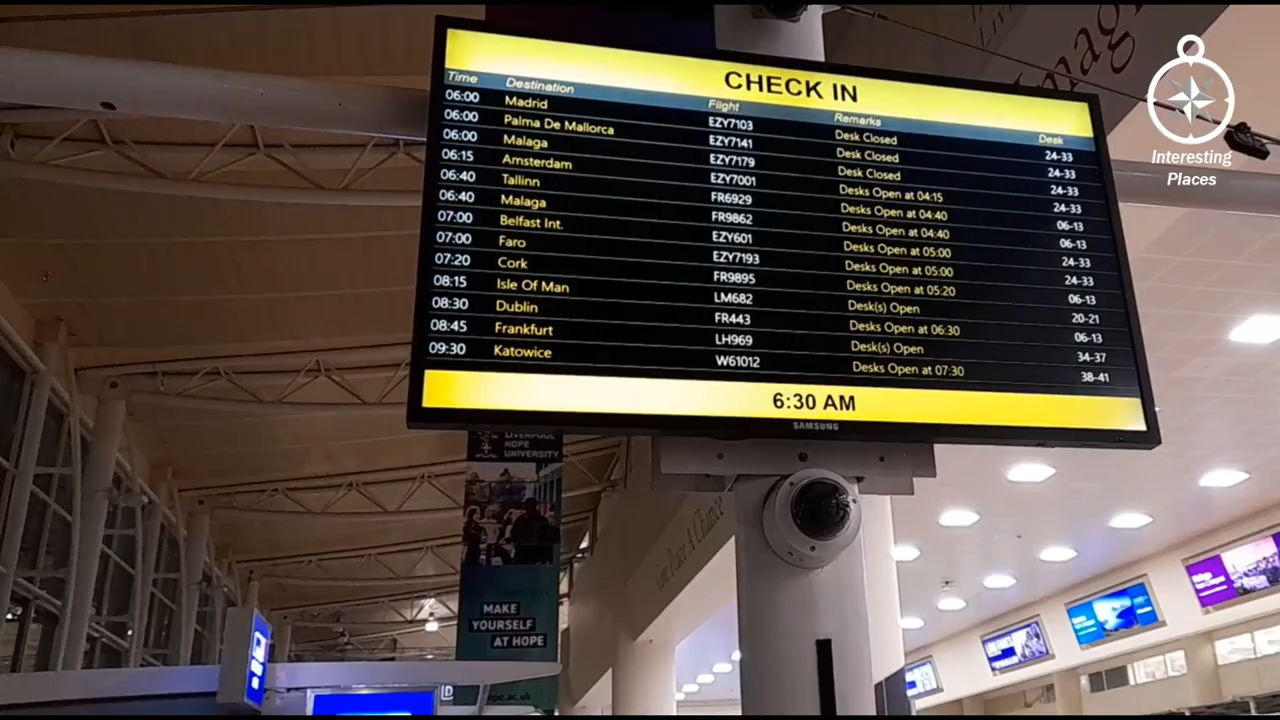 CHECK IN
Time Destination Flight Remarks Desk
06:00 Madrid EZY7103 Desk Closed 24-33
06:00 Palma De Mallorca EZY7141 Desk Closed 24-33
06:00 Malaga EZY7179 Desk Closed 24-33
06:15 Amsterdam EZY7001 Desks Open at 04:15 24-33
06:40 Tallinn FR6929 Desks Open at 04:40 06-13
06:40 Malaga FR9862 Desks Open at 04:40 06-13
07:00 Belfast Int. EZY601 Desks Open at 05:00 24-33
07:00 Faro EZY7193 Desks Open at 05:00 24-33
07:20 Cork FR9895 Desks Open at 05:20 06-13
08:15 Isle Of Man LM682 Desk(s) Open 20-21
08:30 Dublin FR443 Desks Open at 06:30 06-13
08:45 Frankfurt LH969 Desk(s) Open 34-37
09:30 Katowice W61012 Desks Open at 07:30 38-41
6:30 AM
SAMSUNG
Interesting
Places
LIVERPOOL
HOPE
UNIVERSITY
MAKE
YOURSELF
AT HOPE
Peace A Chance